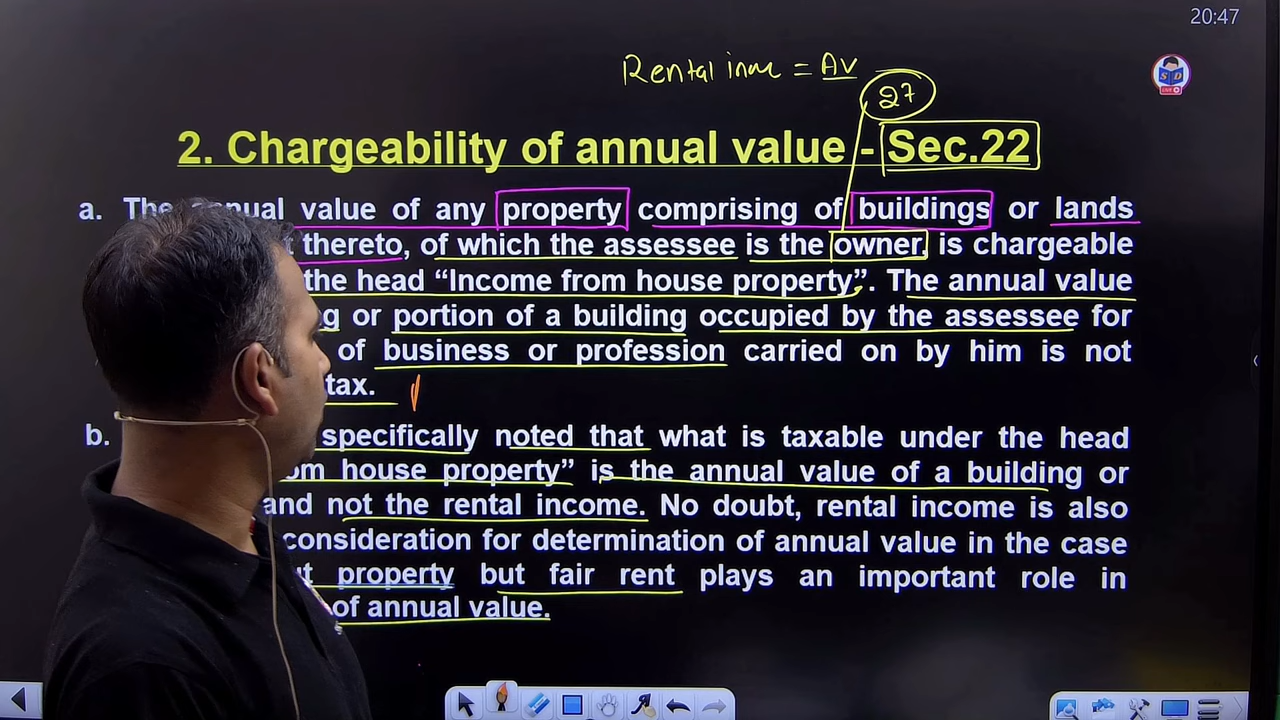 20:47
Rental = AV
27
2. Chargeability of annual value - Sec.22
a. The annual value of any property comprising of buildings or lands
thereto, of which the assessee is the owner, is chargeable
the head “Income from house property”. The annual value
or portion of a building occupied by the assessee for
of business or profession carried on by him is not
tax.
b. specifically noted that what is taxable under the head
house property” is the annual value of a building or
and not the rental income. No doubt, rental income is also
consideration for determination of annual value in the case
property but fair rent plays an important role in
of annual value.
SD
LIVE